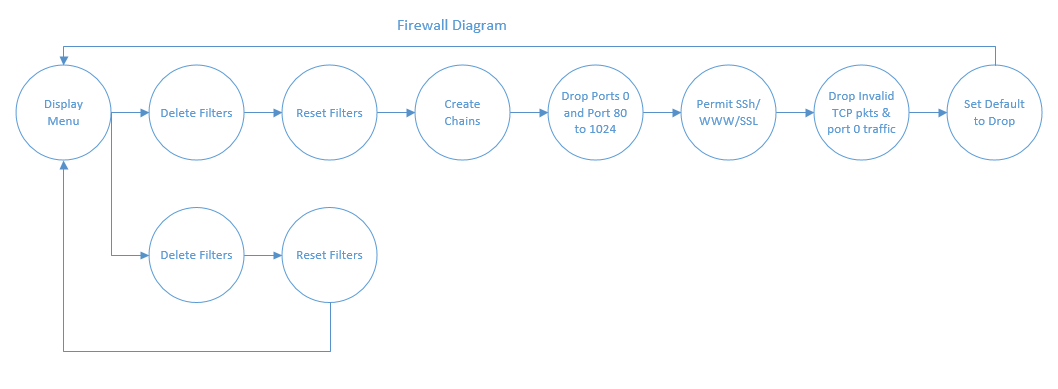 Firewall Diagram
Display
Menu
Delete Filters
Reset Filters
Create
Chains
Drop Ports 0
and Port 80
to 1024
Permit SSh/
WWW/SSL
Drop Invalid
TCP pkts &
port 0 traffic
Set Default
to Drop
Delete Filters
Reset Filters